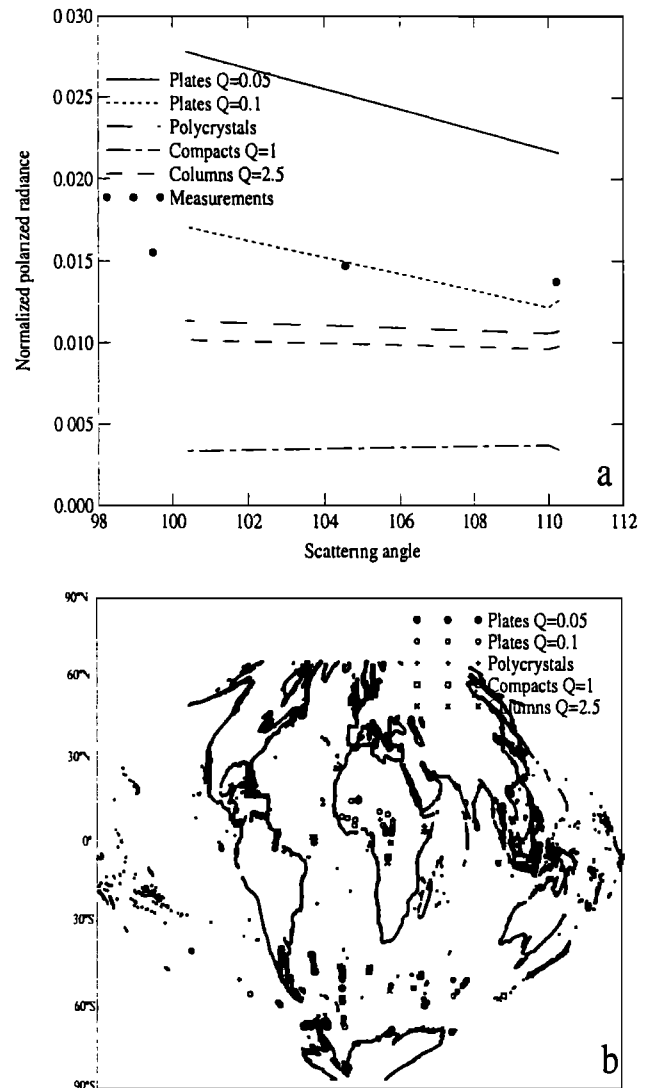 0.030
0.025
0.020
0.015
0.010
0.005
0.000
Normalized polarized radiance
Plates Q=0.05
Plates Q=0.1
Polycrystals
Compacts Q=1
Columns Q=2.5
Measurements
a
98 100 102 104 106 108 110 112
Scattering angle
90°N
60°N
30°N
0°
30°S
60°S
90°S
Plates Q=0.05
Plates Q=0.1
Polycrystals
Compacts Q=1
Columns Q=2.5
b